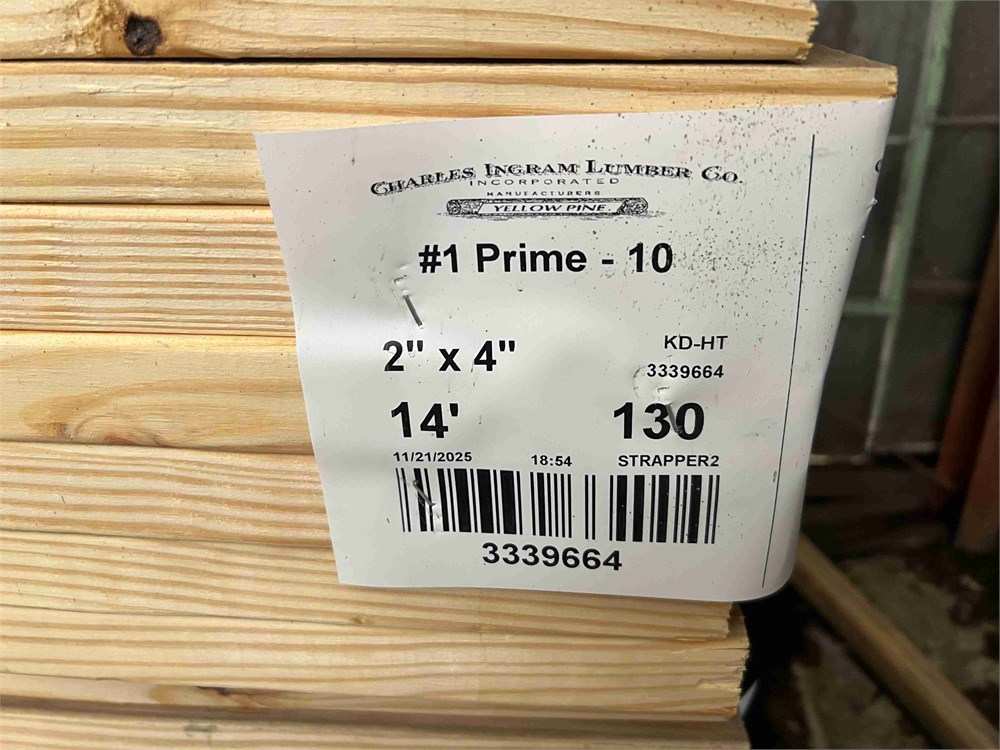 CHARLES INGRAM LUMBER CO.
INCORPORATED
MANUFACTURERS
YELLOW PINE
#1 Prime - 10
2" x 4" KD-HT
3339664
14' 130
11/21/2025 18:54 STRAPPER2
3339664